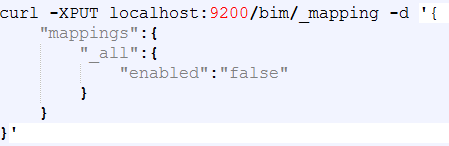 curl -XPUT localhost:9200/bim/_mapping -d '{
    "mappings":{
        "_all":{
            "enabled":"false"
        }
    }
}'